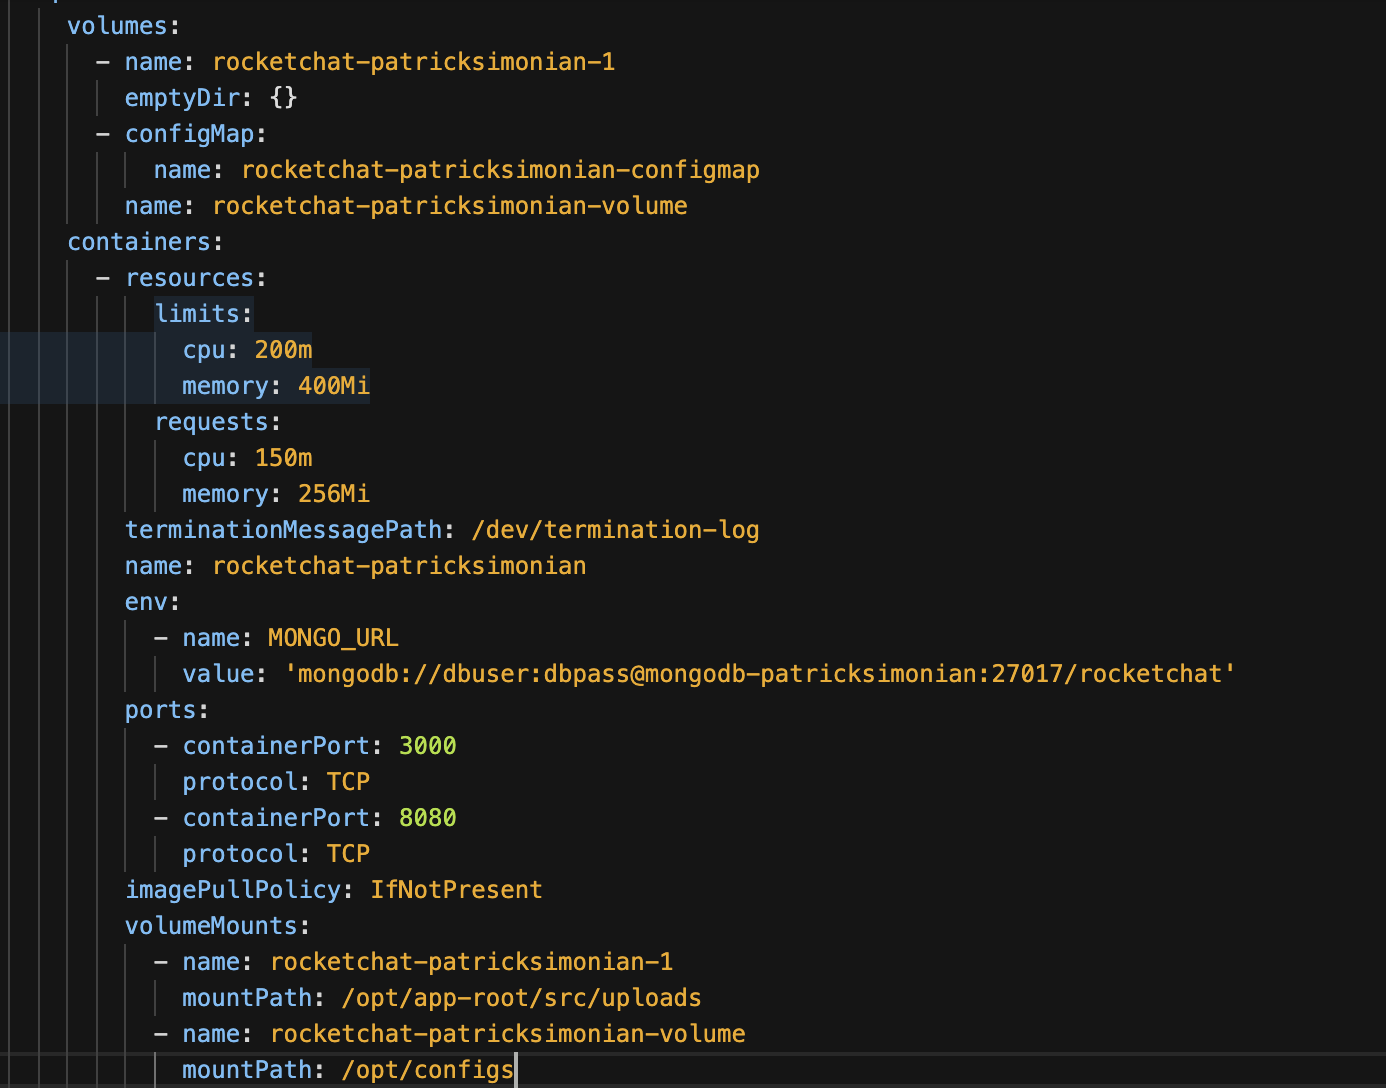 volumes:
- name: rocketchat-patricksimonian-1
emptyDir: {}
- configMap:
name: rocketchat-patricksimonian-configmap
name: rocketchat-patricksimonian-volume
containers:
- resources:
limits:
cpu: 200m
memory: 400Mi
requests:
cpu: 150m
memory: 256Mi
terminationMessagePath: /dev/termination-log
name: rocketchat-patricksimonian
env:
- name: MONGO_URL
value: 'mongodb://dbuser:dbpass@mongodb-patricksimonian:27017/rocketchat'
ports:
- containerPort: 3000
protocol: TCP
- containerPort: 8080
protocol: TCP
imagePullPolicy: IfNotPresent
volumeMounts:
- name: rocketchat-patricksimonian-1
mountPath: /opt/app-root/src/uploads
- name: rocketchat-patricksimonian-volume
mountPath: /opt/configs